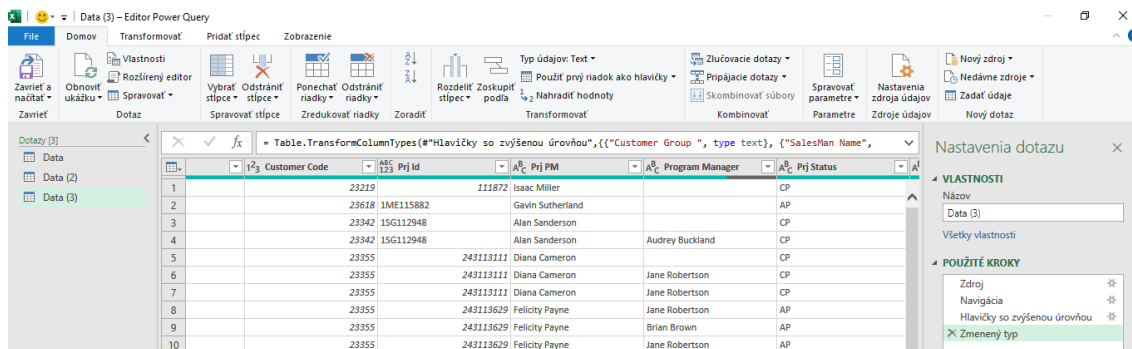 Data (3) – Editor Power Query
File Domov Transformovať Pridať stĺpec Zobrazenie
Zavrieť a načítať
Zavrieť
Obnoviť ukážku
Vlastnosti
Rozšírený editor
Spravovať
Dotaz
Vybrať stĺpce
Odstrániť stĺpce
Spravovať stĺpce
Ponechať riadky
Odstrániť riadky
Zredukovať riadky
Zoradiť
Rozdeliť stĺpec
Zoskupiť podľa
Typ údajov: Text
Použiť prvý riadok ako hlavičky
Nahradiť hodnoty
Transformovať
Zlučovacie dotazy
Pripájacie dotazy
Skombinovať súbory
Kombinovať
Spravovať parametre
Parametre
Nastavenia zdroja údajov
Zdroje údajov
Nový zdroj
Nedávne zdroje
Zadať údaje
Nový dotaz
Dotazy [3]
Data
Data (2)
Data (3)
fx = Table.TransformColumnTypes(#"Hlavičky so zvýšenou úrovňou",{{"Customer Group ", type text}, {"SalesMan Name",
Customer Code Prj Id Prj PM Program Manager Prj Status
1 23219 111872 Isaac Miller CP
2 23618 1ME115882 Gavin Sutherland AP
3 23342 1SG112948 Alan Sanderson CP
4 23342 1SG112948 Alan Sanderson Audrey Buckland CP
5 23355 243113111 Diana Cameron CP
6 23355 243113111 Diana Cameron Jane Robertson CP
7 23355 243113111 Diana Cameron Jane Robertson CP
8 23355 243113629 Felicity Payne Jane Robertson AP
9 23355 243113629 Felicity Payne Brian Brown AP
10 23355 243113629 Felicity Payne Jane Robertson AP
Nastavenia dotazu
VLASTNOSTI
Názov
Data (3)
Všetky vlastnosti
POUŽITÉ KROKY
Zdroj
Navigácia
Hlavičky so zvýšenou úrovňou
Zmenený typ